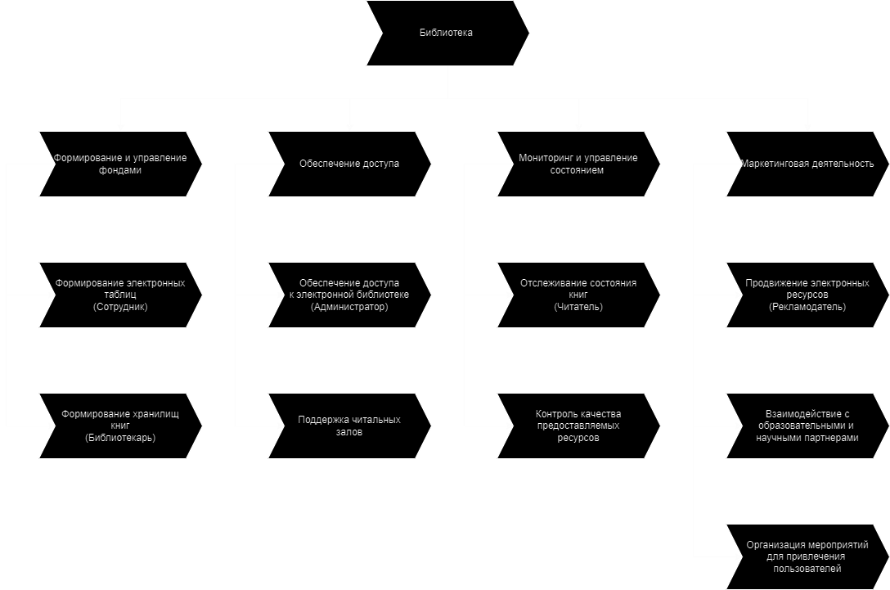 Библиотека
Формирование и управление
фондами
Обеспечение доступа
Мониторинг и управление
состоянием
Маркетинговая деятельность
Формирование электронных
таблиц
(Сотрудник)
Обеспечение доступа
к электронной библиотеке
(Администратор)
Отслеживание состояния
книг
(Читатель)
Продвижение электронных
ресурсов
(Рекламодатель)
Формирование хранилищ
книг
(Библиотекарь)
Поддержка читальных
залов
Контроль качества
предоставляемых
ресурсов
Взаимодействие с
образовательными и
научными партнерами
Организация мероприятий
для привлечения
пользователей